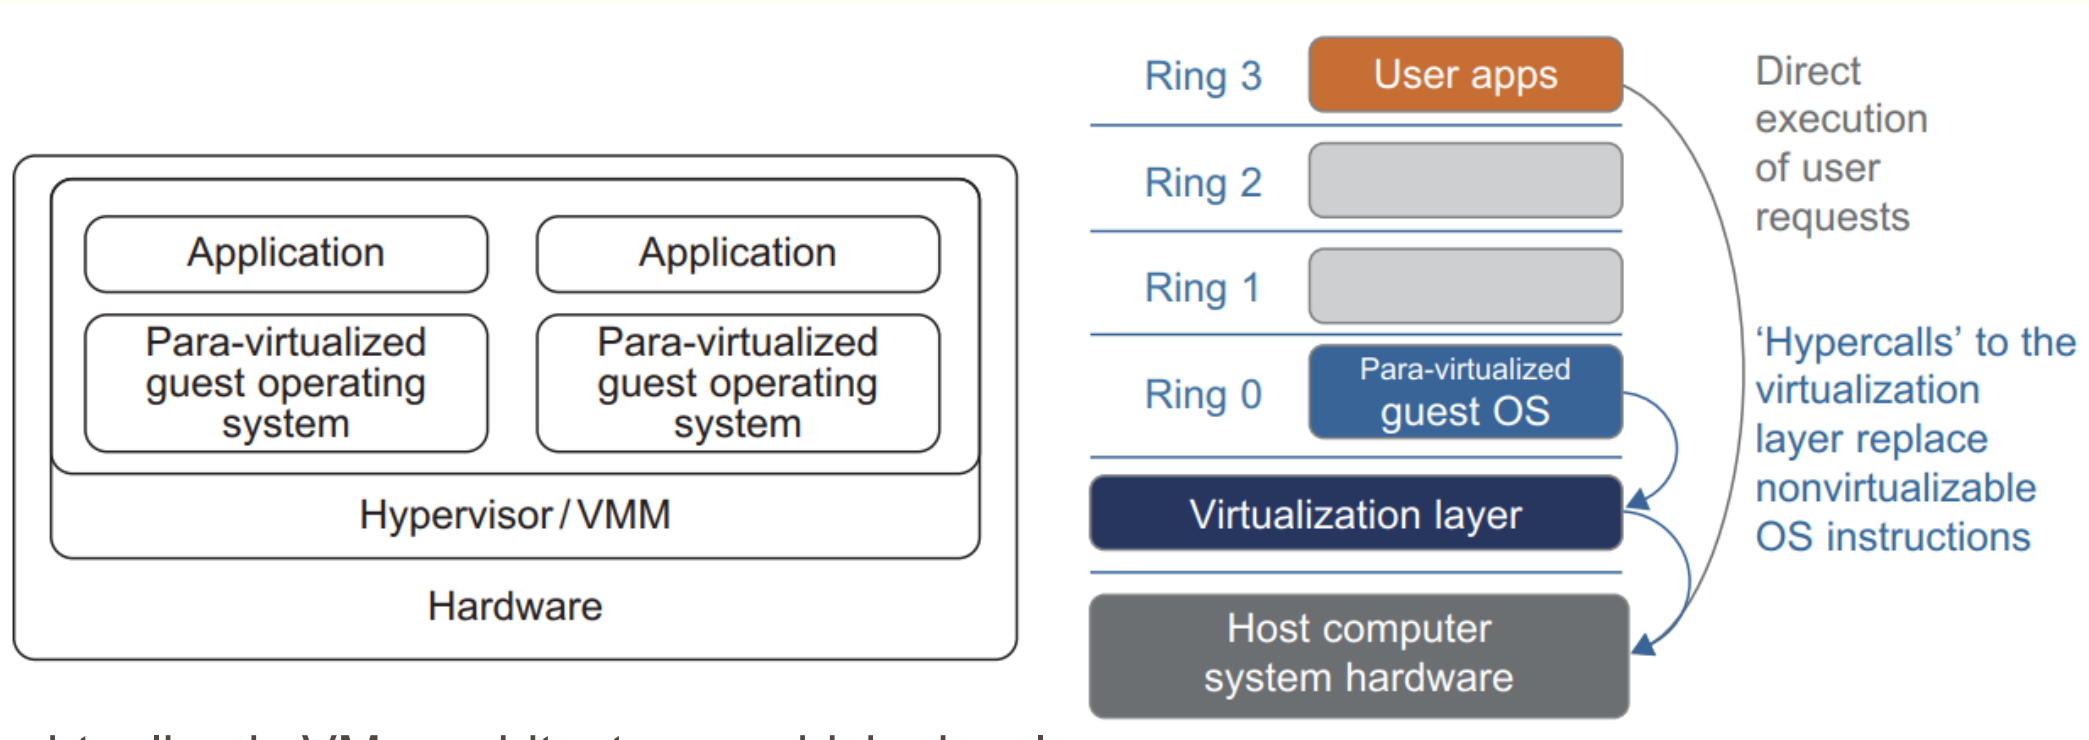 Application
Application
Para-virtualized
guest operating
system
Para-virtualized
guest operating
system
Hypervisor/VMM
Hardware
Ring 3
User apps
Ring 2
Ring 1
Ring 0
Para-virtualized
guest OS
Virtualization layer
Host computer
system hardware
Direct
execution
of user
requests
‘Hypercalls’ to the
virtualization
layer replace
nonvirtualizable
OS instructions